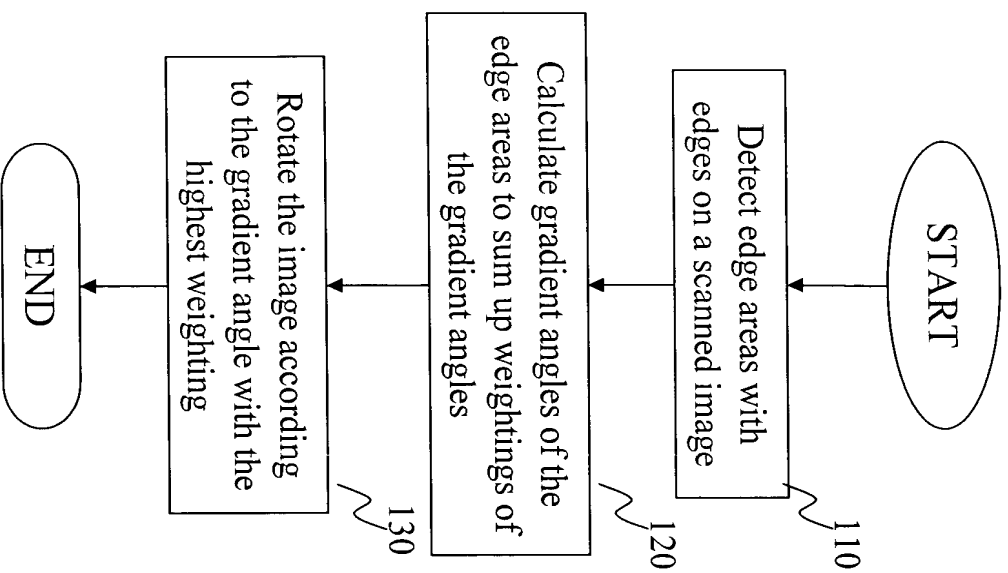 START
Detect edge areas with
edges on a scanned image
110
Calculate gradient angles of the
edge areas to sum up weightings of
the gradient angles
120
Rotate the image according
to the gradient angle with the
highest weighting
130
END